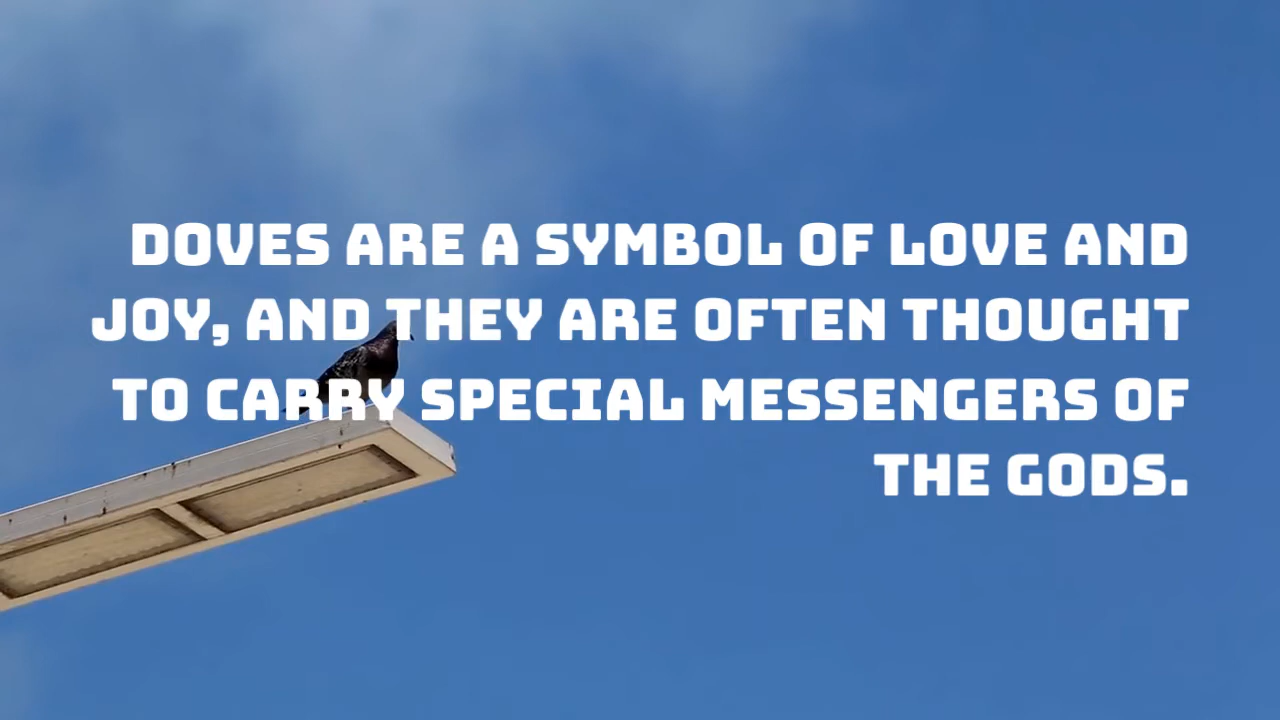 DOVES ARE A SYMBOL OF LOVE AND
JOY, AND THEY ARE OFTEN THOUGHT
TO CARRY SPECIAL MESSENGERS OF
THE GODS.